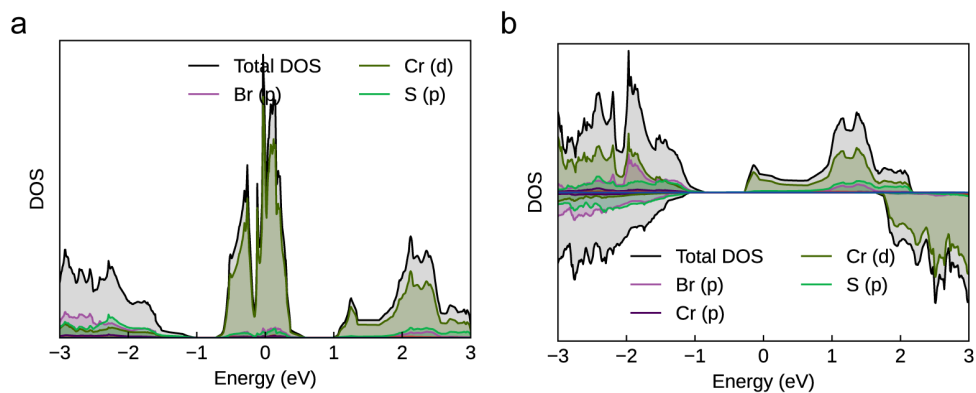 a
Total DOS
Br (p)
Cr (d)
S (p)
DOS
−3 −2 −1 0 1 2 3
Energy (eV)
b
DOS
Total DOS
Br (p)
Cr (p)
Cr (d)
S (p)
−3 −2 −1 0 1 2 3
Energy (eV)